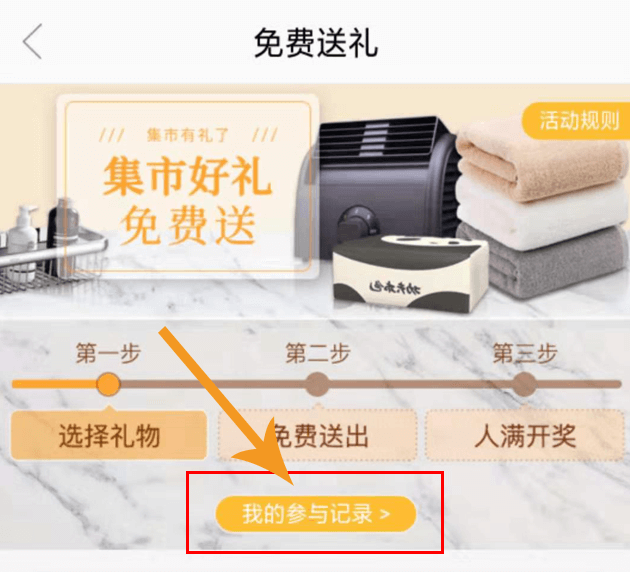 免费送礼
活动规则
/// 集市有礼了 ///
集市好礼
免费送
第一步 第二步 第三步
选择礼物 免费送出 人满开奖
我的参与记录 >